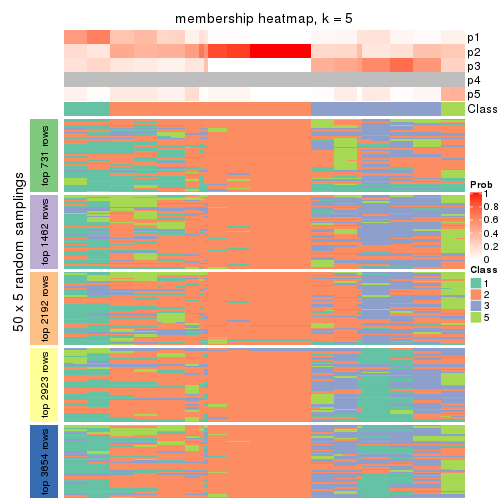 membership heatmap, k = 5
p1
p2
p3
p4
p5
Class
50 x 5 random samplings
top 731 rows
top 1462 rows
top 2192 rows
top 2923 rows
top 3654 rows
Prob
1
0.8
0.6
0.4
0.2
0
Class
1
2
3
5